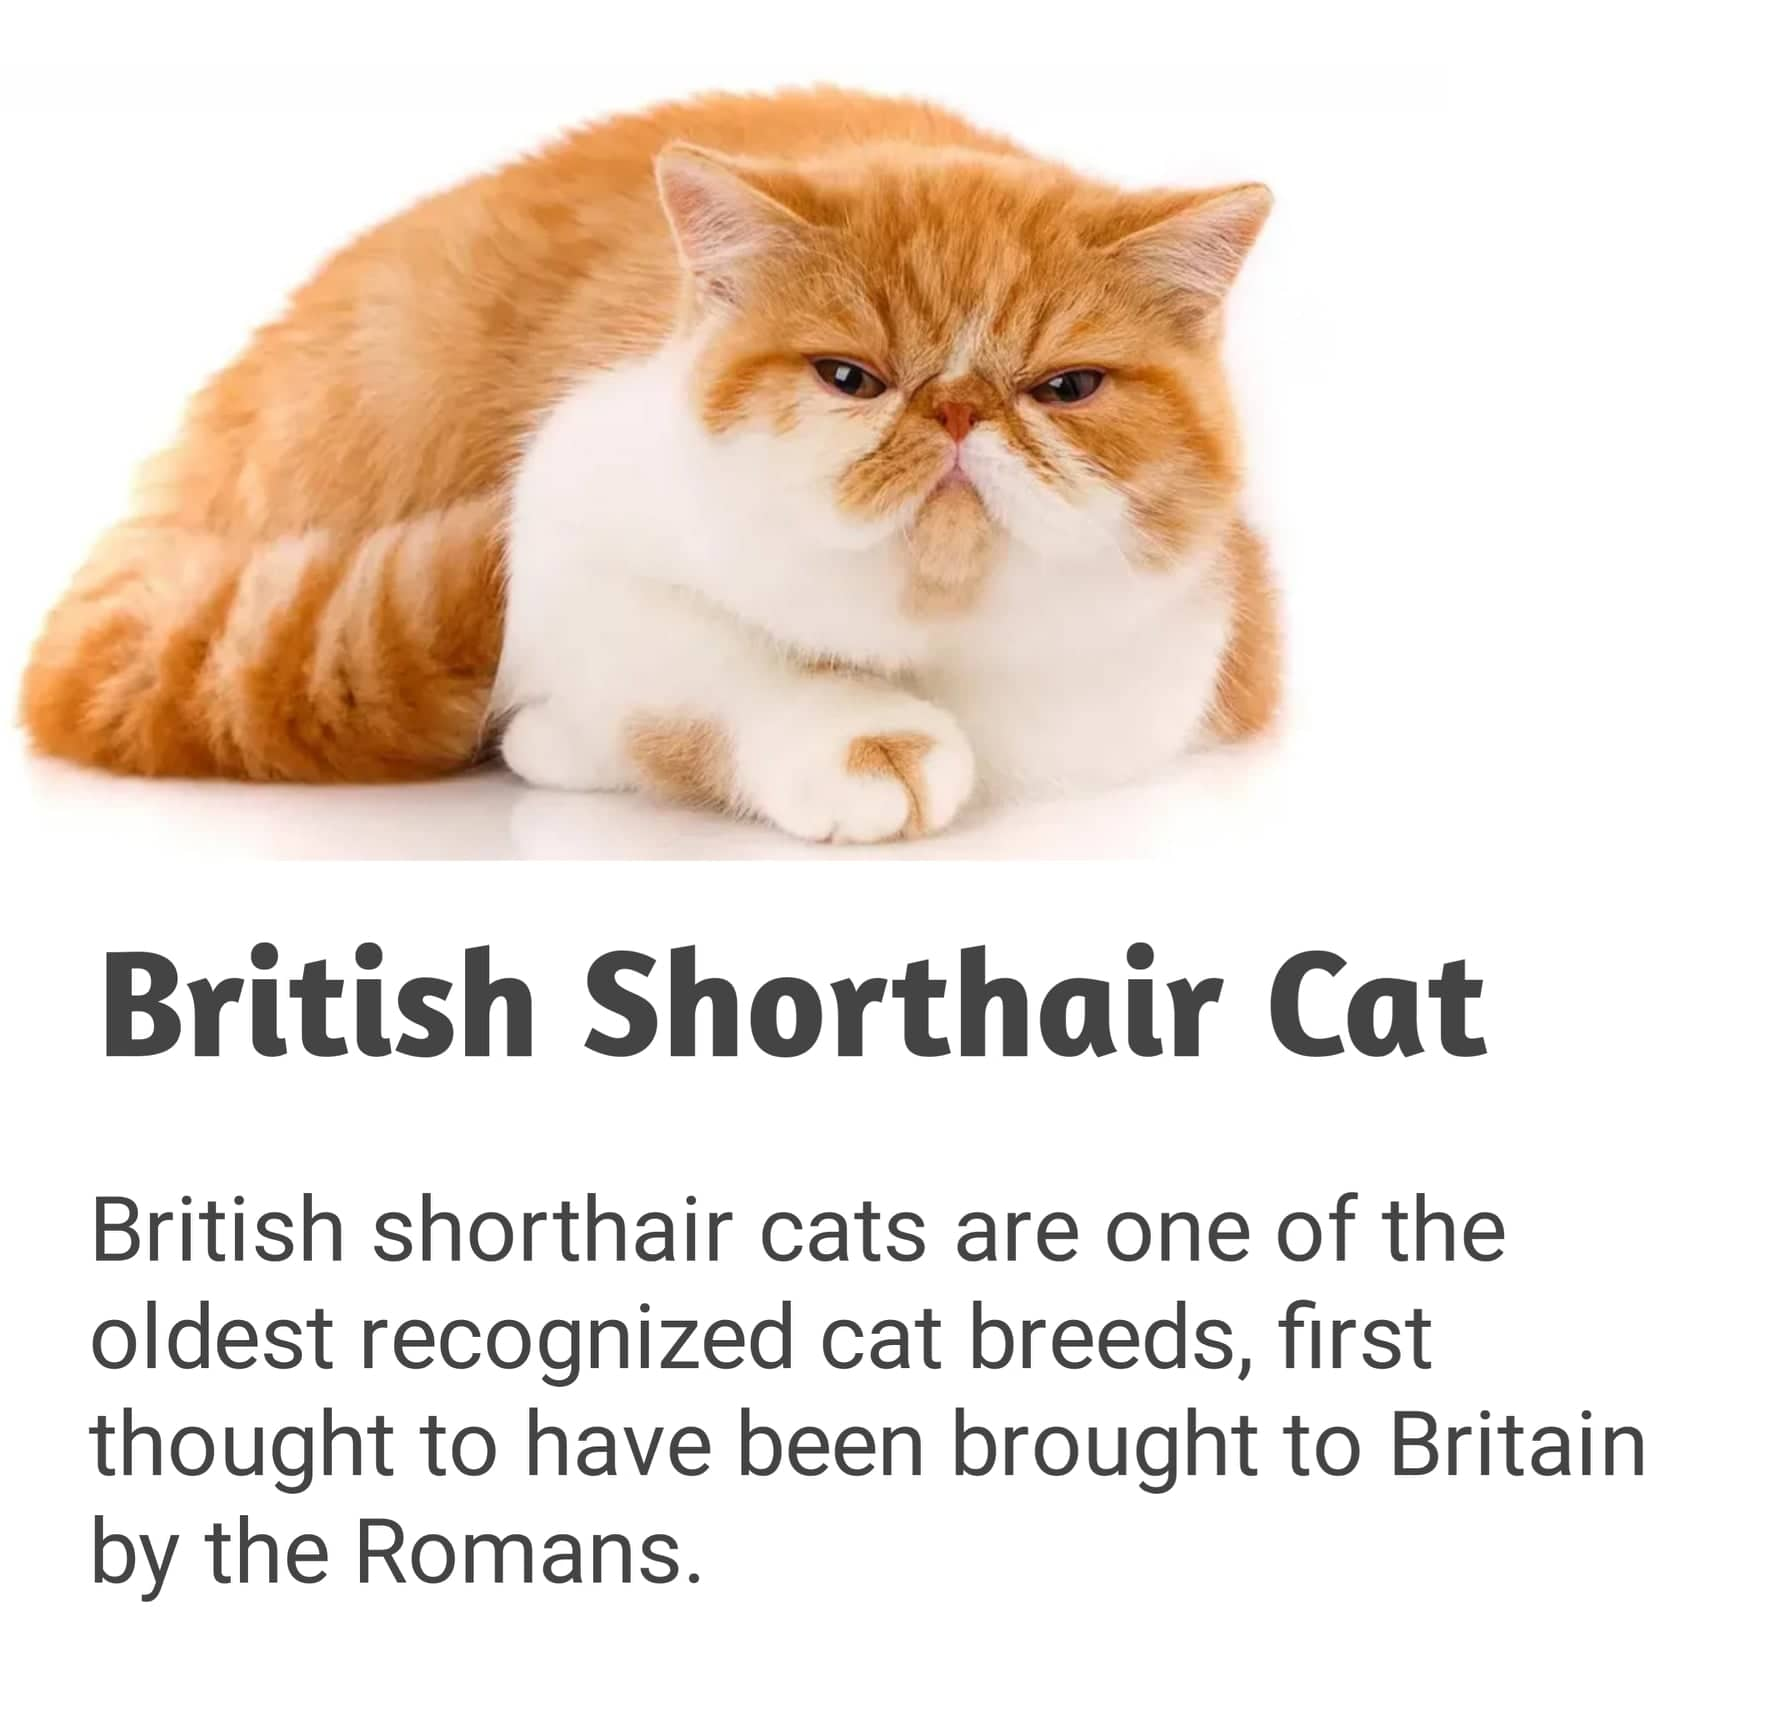 British Shorthair Cat
British shorthair cats are one of the
oldest recognized cat breeds, first
thought to have been brought to Britain
by the Romans.